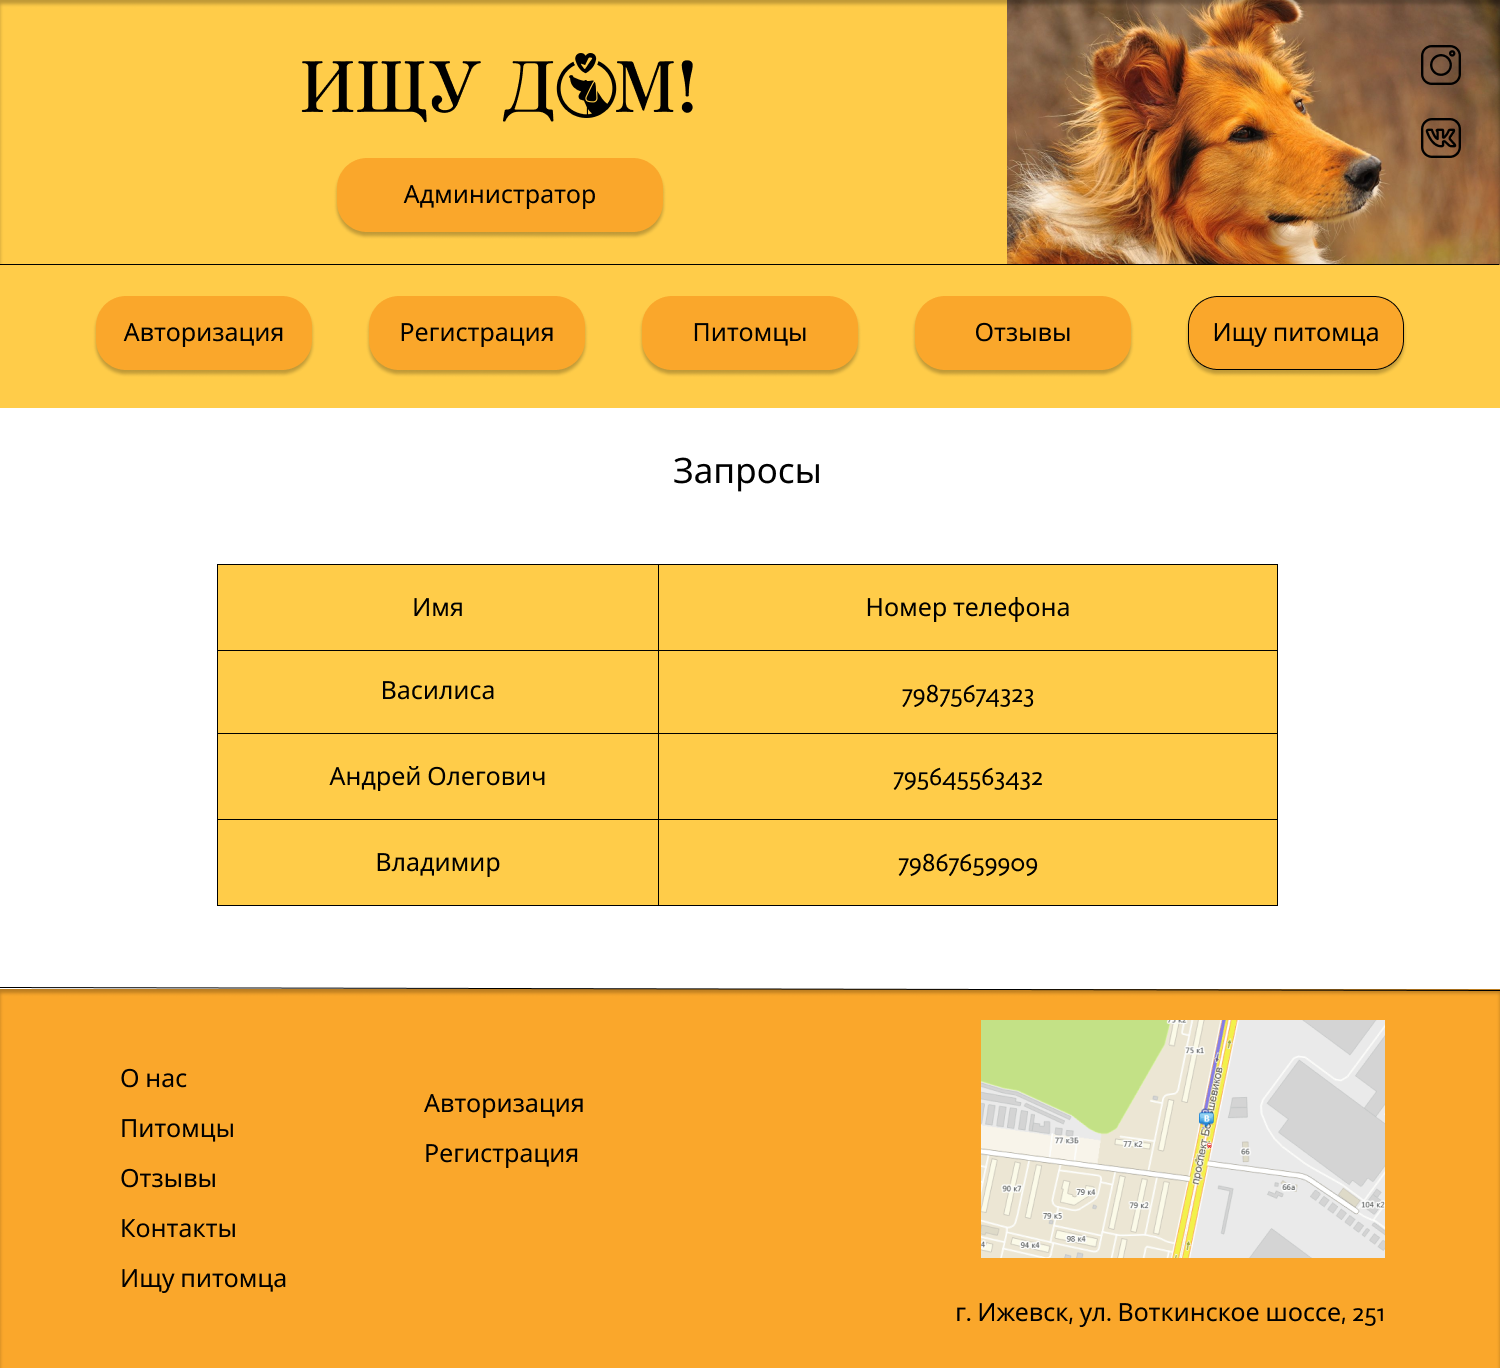 ИЩУ ДОМ!
Администратор
Авторизация
Регистрация
Питомцы
Отзывы
Ищу питомца
Запросы
Имя
Номер телефона
Василиса
79875674323
Андрей Олегович
795645563432
Владимир
79867659909
О нас
Питомцы
Отзывы
Контакты
Ищу питомца
Авторизация
Регистрация
75 к1
77 к3Б
77 к2
66
66а
90 к7
79 к4
79 к5
79 к2
104 к2
94 к4
98 к4
проспект
г. Ижевск, ул. Воткинское шоссе, 251